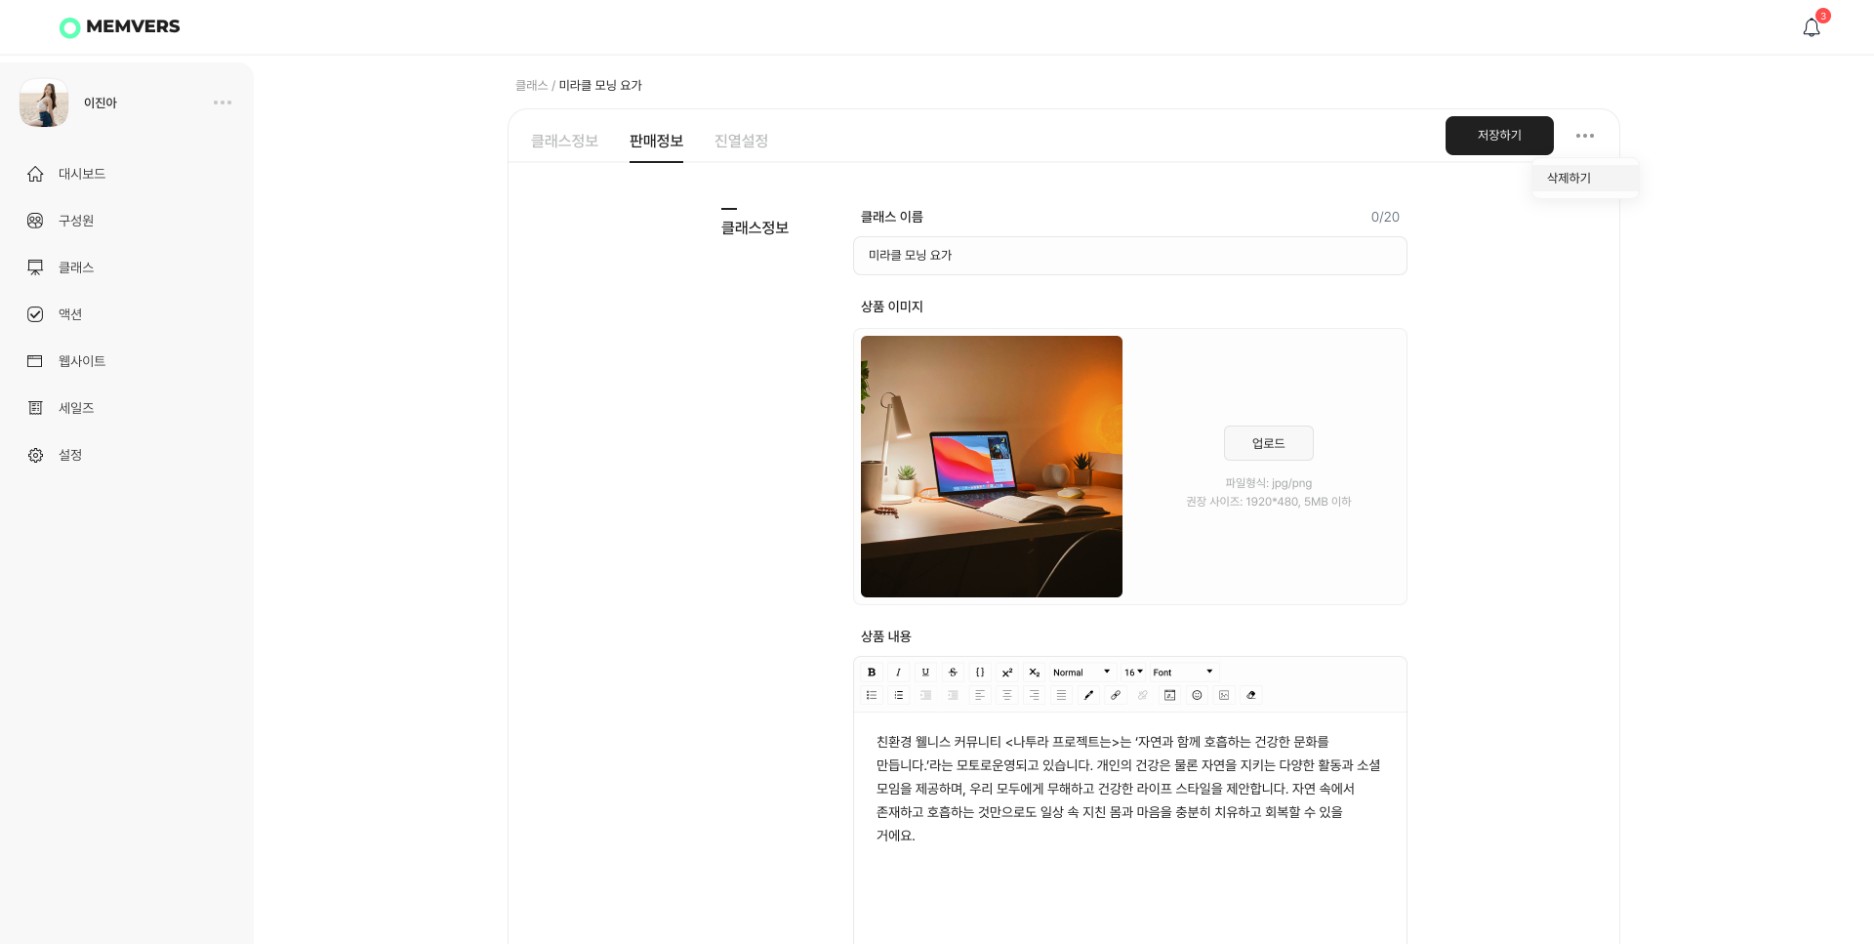 MEMVERS
3
이진아
대시보드
구성원
클래스
액션
웹사이트
세일즈
설정
클래스 / 미라클 모닝 요가
클래스정보 판매정보 진열설정
저장하기
삭제하기
클래스정보
클래스 이름 0/20
미라클 모닝 요가
상품 이미지
업로드
파일형식: jpg/png
권장 사이즈: 1920*480, 5MB 이하
상품 내용
B I U S {} x² x₂ Normal 16 Font
친환경 웰니스 커뮤니티 <나투라 프로젝트는>는 ‘자연과 함께 호흡하는 건강한 문화를
만듭니다.’라는 모토로운영되고 있습니다. 개인의 건강은 물론 자연을 지키는 다양한 활동과 소셜
모임을 제공하며, 우리 모두에게 무해하고 건강한 라이프 스타일을 제안합니다. 자연 속에서
존재하고 호흡하는 것만으로도 일상 속 지친 몸과 마음을 충분히 치유하고 회복할 수 있을
거에요.